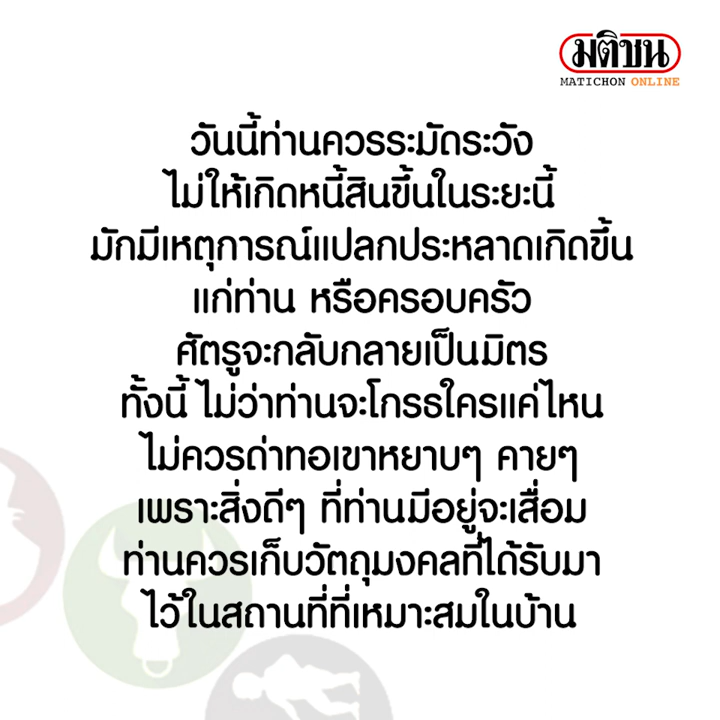 มติชน
MATICHON ONLINE
วันนี้ท่านควรระมัดระวัง
ไม่ให้เกิดหนี้สินขึ้นในระยะนี้
มักมีเหตุการณ์แปลกประหลาดเกิดขึ้น
แก่ท่าน หรือครอบครัว
ศัตรูจะกลับกลายเป็นมิตร
ทั้งนี้ ไม่ว่าท่านจะโกรธใครแค่ไหน
ไม่ควรด่าทอเขาหยาบๆ คายๆ
เพราะสิ่งดีๆ ที่ท่านมีอยู่จะเสื่อม
ท่านควรเก็บวัตถุมงคลที่ได้รับมา
ไว้ในสถานที่ที่เหมาะสมในบ้าน